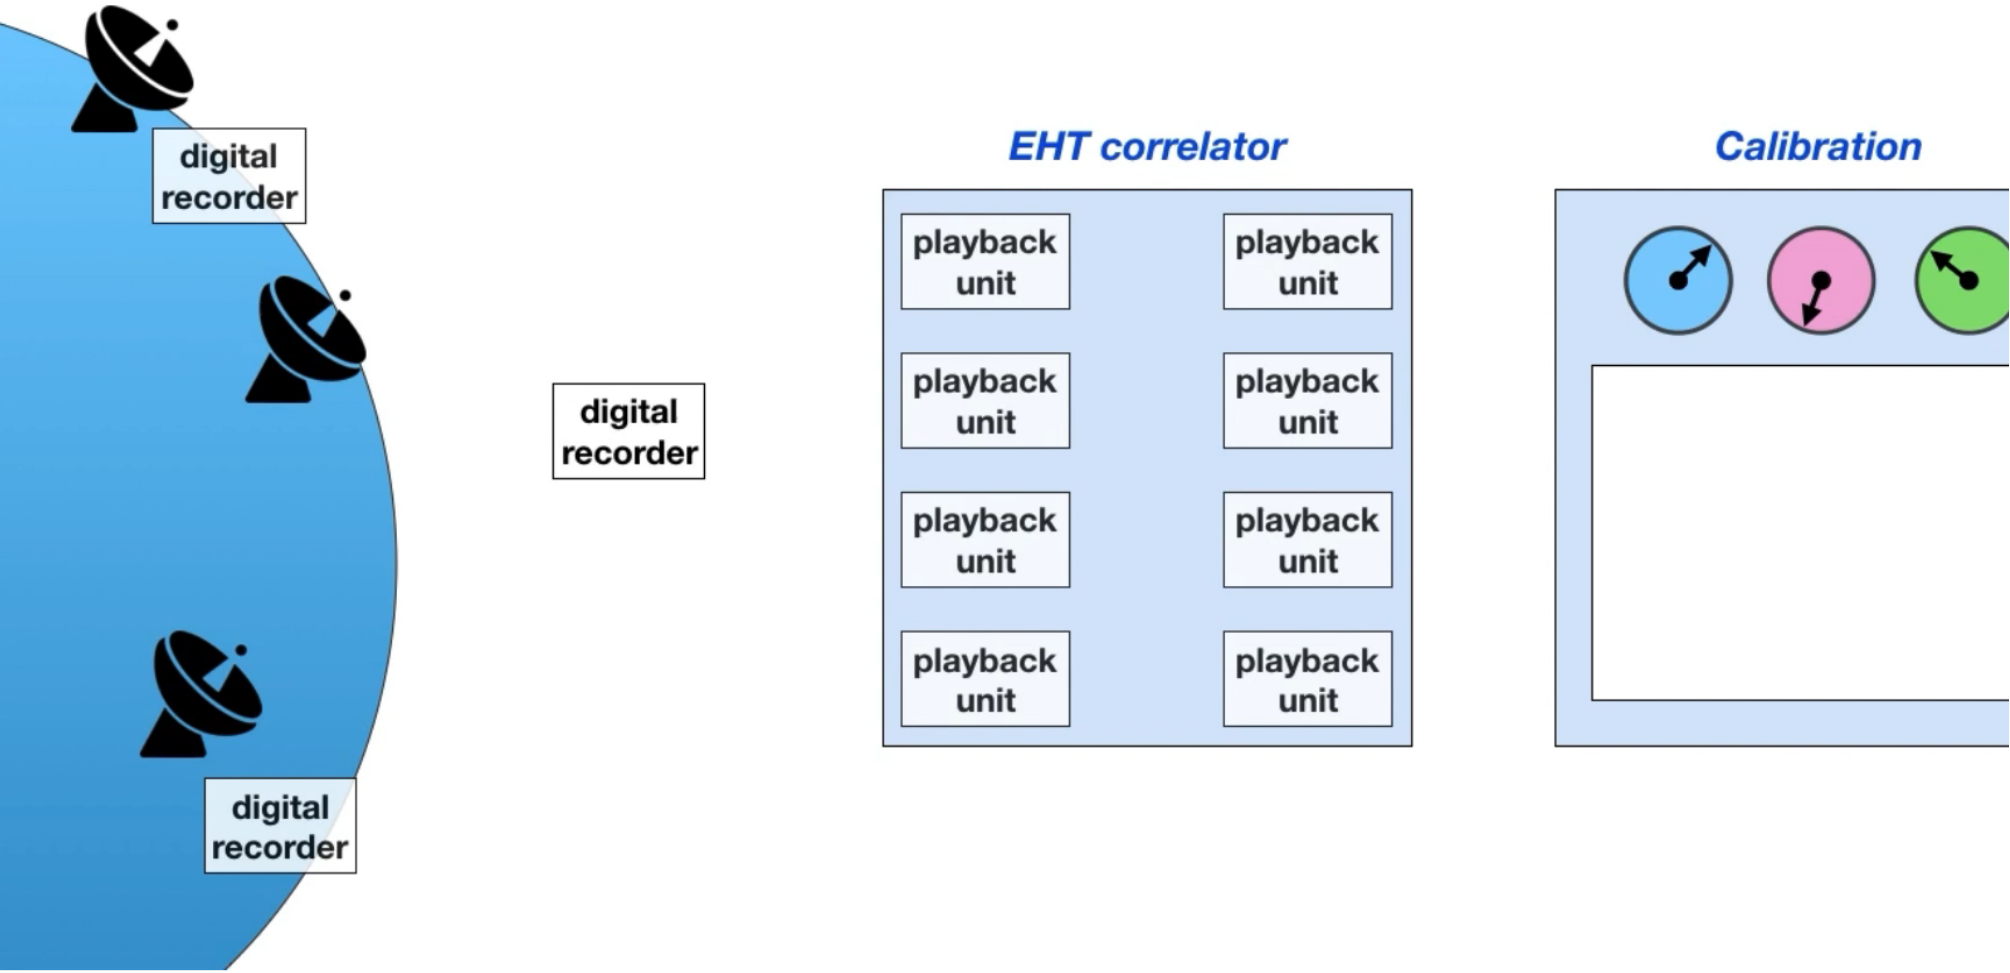 digital
recorder
digital
recorder
digital
recorder
EHT correlator
playback
unit
playback
unit
playback
unit
playback
unit
playback
unit
playback
unit
playback
unit
playback
unit
Calibration